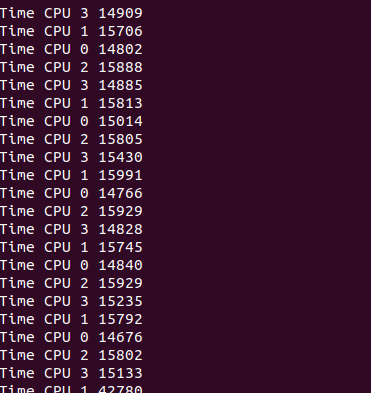 Time CPU 3 14909
Time CPU 1 15706
Time CPU 0 14802
Time CPU 2 15888
Time CPU 3 14885
Time CPU 1 15813
Time CPU 0 15014
Time CPU 2 15805
Time CPU 3 15430
Time CPU 1 15991
Time CPU 0 14766
Time CPU 2 15929
Time CPU 3 14828
Time CPU 1 15745
Time CPU 0 14840
Time CPU 2 15929
Time CPU 3 15235
Time CPU 1 15792
Time CPU 0 14676
Time CPU 2 15802
Time CPU 3 15133
Time CPU 1 42780